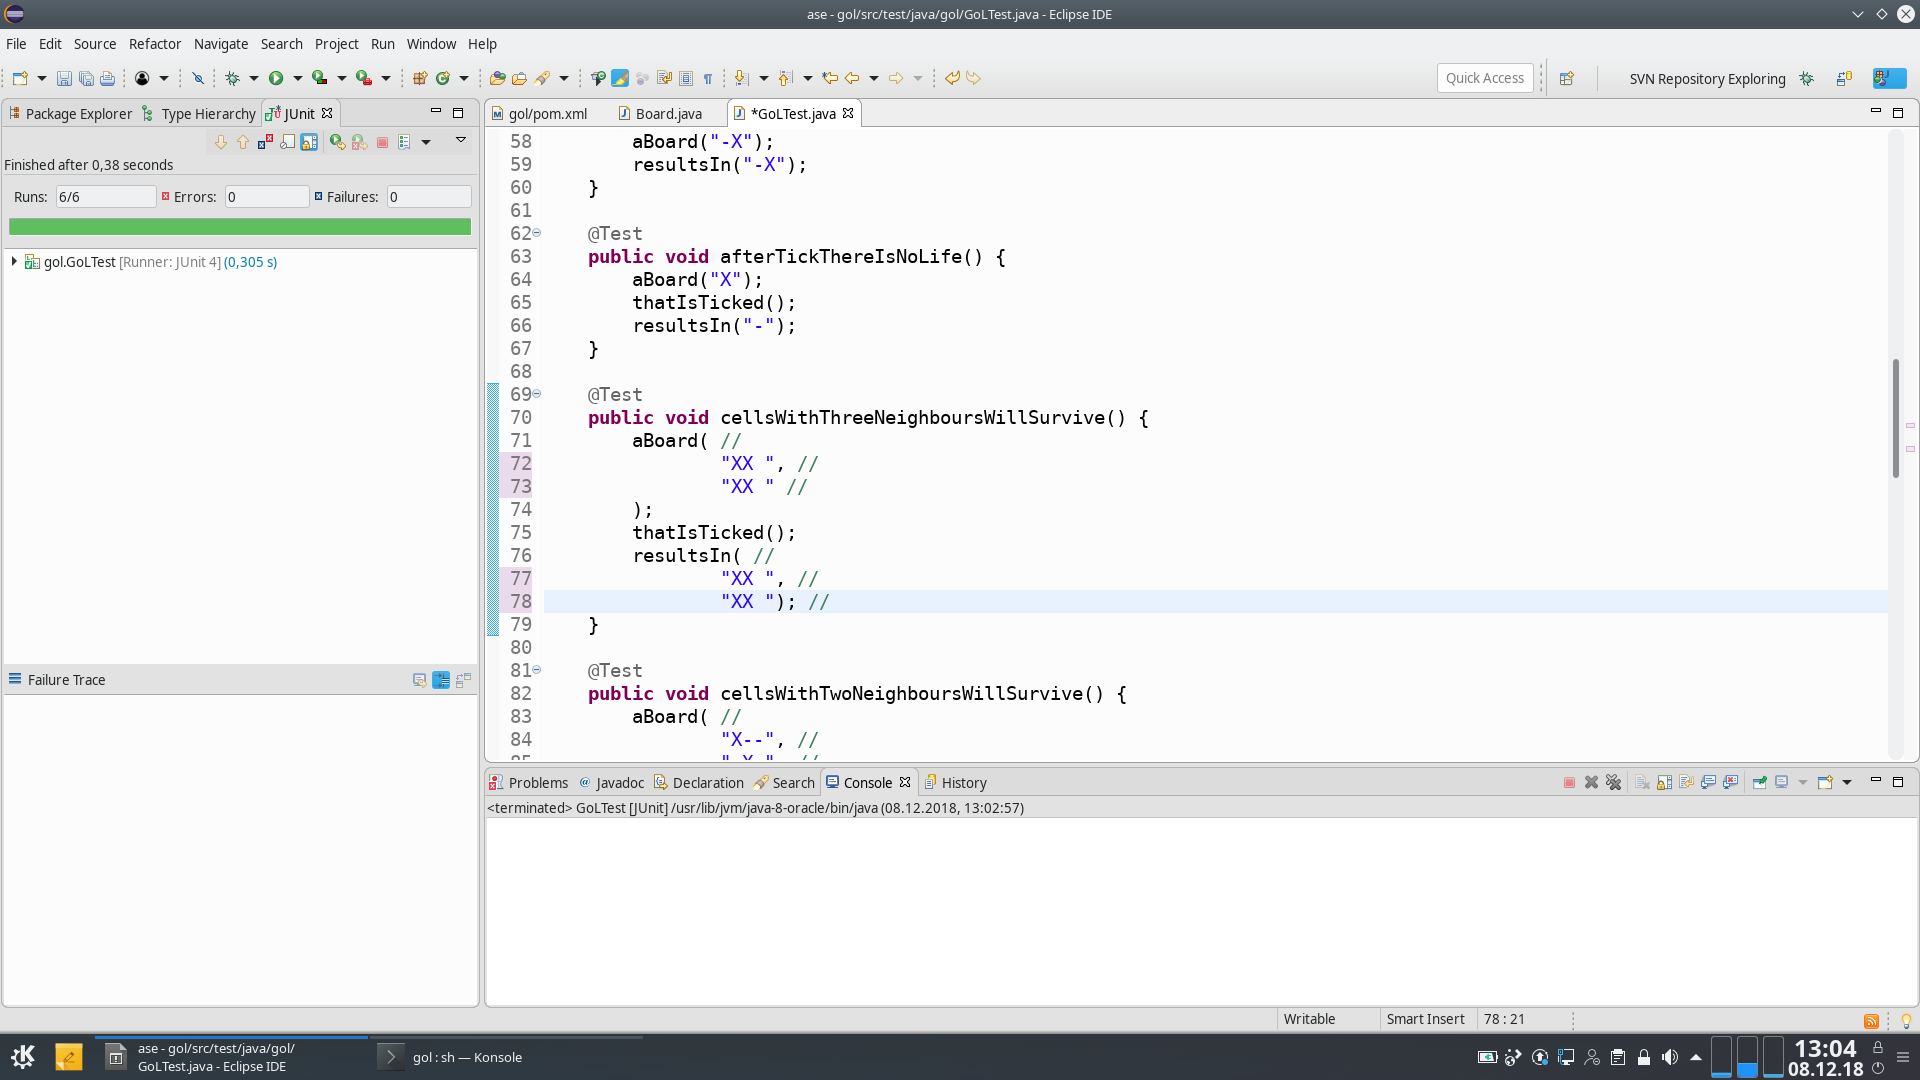 ase - gol/src/test/java/gol/GoLTest.java - Eclipse IDE
File Edit Source Refactor Navigate Search Project Run Window Help
Quick Access
SVN Repository Exploring
Package Explorer Type Hierarchy JUnit
Finished after 0,38 seconds
Runs: 6/6 Errors: 0 Failures: 0
gol.GoLTest [Runner: JUnit 4] (0,305 s)
Failure Trace
gol/pom.xml Board.java *GoLTest.java
58 aBoard("-X");
59 resultsIn("-X");
60 }
61
62 @Test
63 public void afterTickThereIsNoLife() {
64 aBoard("X");
65 thatIsTicked();
66 resultsIn("-");
67 }
68
69 @Test
70 public void cellsWithThreeNeighboursWillSurvive() {
71 aBoard( //
72 "XX ", //
73 "XX " //
74 );
75 thatIsTicked();
76 resultsIn( //
77 "XX ", //
78 "XX "); //
79 }
80
81 @Test
82 public void cellsWithTwoNeighboursWillSurvive() {
83 aBoard( //
84 "X--", //
Problems Javadoc Declaration Search Console History
<terminated> GoLTest [JUnit] /usr/lib/jvm/java-8-oracle/bin/java (08.12.2018, 13:02:57)
Writable Smart Insert 78 : 21
ase - gol/src/test/java/gol/
GoLTest.java - Eclipse IDE
gol : sh — Konsole
13:04
08.12.18